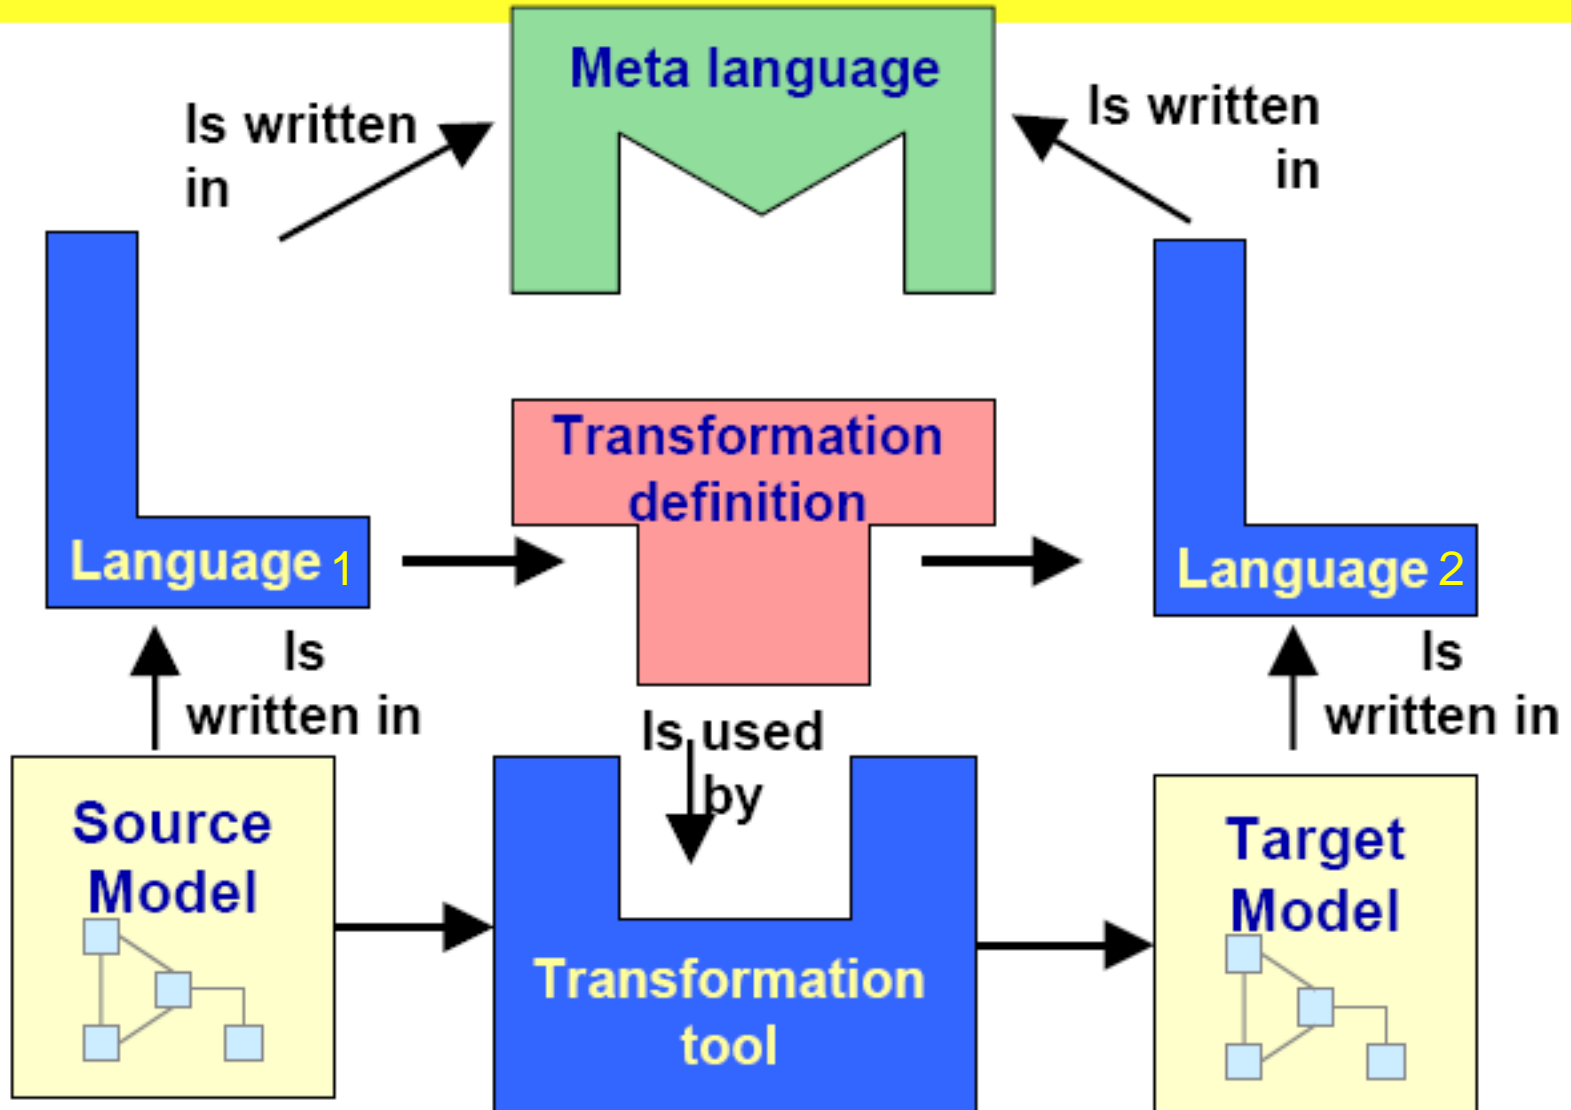 Meta language
Is written
in
Is written
in
Transformation
definition
Language 1
Language 2
Is
written in
Is used
by
Is
written in
Source
Model
Transformation
tool
Target
Model